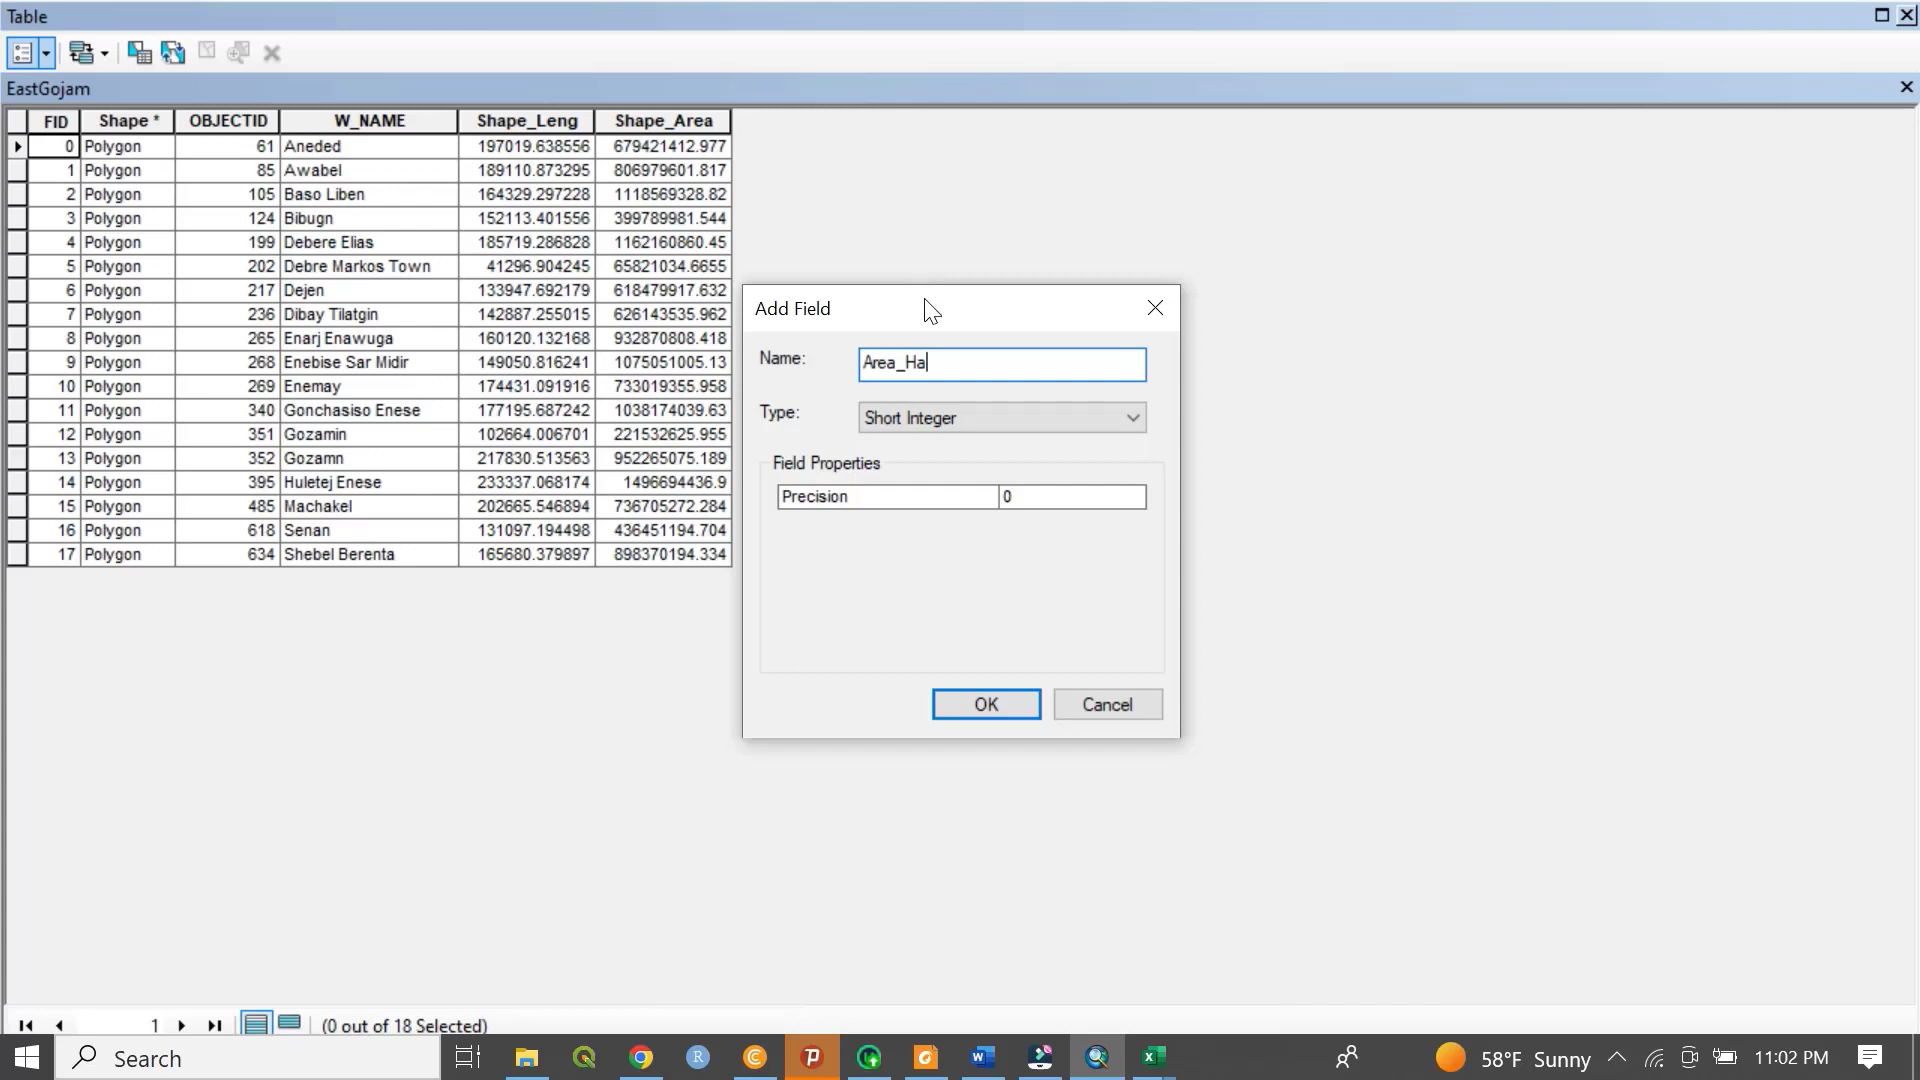 Table
EastGojam
FID Shape * OBJECTID W_NAME Shape_Leng Shape_Area
0 Polygon 61 Aneded 197019.638556 679421412.977
1 Polygon 85 Awabel 189110.873295 806979601.817
2 Polygon 105 Baso Liben 164329.297228 1118569328.82
3 Polygon 124 Bibugn 152113.401556 399789981.544
4 Polygon 199 Debere Elias 185719.286828 1162160860.45
5 Polygon 202 Debre Markos Town 41296.904245 65821034.6655
6 Polygon 217 Dejen 133947.692179 618479917.632
7 Polygon 236 Dibay Tilatgin 142887.255015 626143535.962
8 Polygon 265 Enarj Enawuga 160120.132168 932870808.418
9 Polygon 268 Enebise Sar Midir 149050.816241 1075051005.13
10 Polygon 269 Enemay 174431.091916 733019355.958
11 Polygon 340 Gonchasiso Enese 177195.687242 1038174039.63
12 Polygon 351 Gozamin 102664.006701 221532625.955
13 Polygon 352 Gozamn 217830.513563 952265075.189
14 Polygon 395 Huletej Enese 233337.068174 1496694436.9
15 Polygon 485 Machakel 202665.546894 736705272.284
16 Polygon 618 Senan 131097.194498 436451194.704
17 Polygon 634 Shebel Berenta 165680.379897 898370194.334
Add Field
Name: Area_Ha
Type: Short Integer
Field Properties
Precision 0
OK Cancel
1 (0 out of 18 Selected)
Search 58°F Sunny 11:02 PM